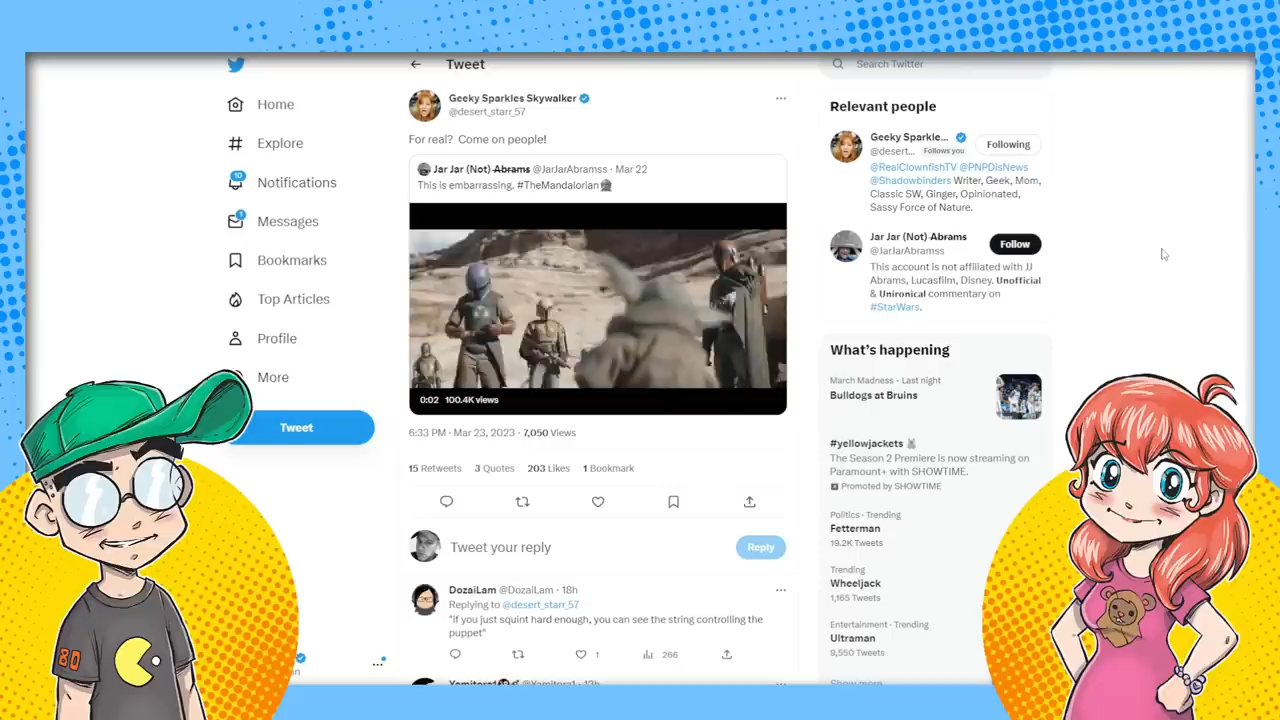 Tweet
Search Twitter
Home
Explore
10
Notifications
1
Messages
Bookmarks
Top Articles
Profile
More
Tweet
Geeky Sparkles Skywalker
@desert_starr_57
For real? Come on people!
Jar Jar (Not) Abrams @JarJarAbramss · Mar 22
This is embarrassing. #TheMandalorian
0:02 100.4K views
6:33 PM · Mar 23, 2023 · 7,050 Views
15 Retweets 3 Quotes 203 Likes 1 Bookmark
Tweet your reply
Reply
DozaiLam @DozaiLam · 18h
Replying to @desert_starr_57
"if you just squint hard enough, you can see the string controlling the
puppet"
1
266
Relevant people
Geeky Sparkle...
@desert... Follows you
Following
@RealClownfishTV @PNPDisNews
@Shadowbinders Writer, Geek, Mom,
Classic SW, Ginger, Opinionated,
Sassy Force of Nature.
Jar Jar (Not) Abrams
@JarJarAbramss
Follow
This account is not affiliated with JJ
Abrams, Lucasfilm, Disney. Unofficial
& Unironical commentary on
#StarWars.
What's happening
March Madness · Last night
Bulldogs at Bruins
#yellowjackets
The Season 2 Premiere is now streaming on
Paramount+ with SHOWTIME.
Promoted by SHOWTIME
Politics · Trending
Fetterman
19.2K Tweets
Trending
Wheeljack
1,165 Tweets
Entertainment · Trending
Ultraman
9,550 Tweets
Show more
80